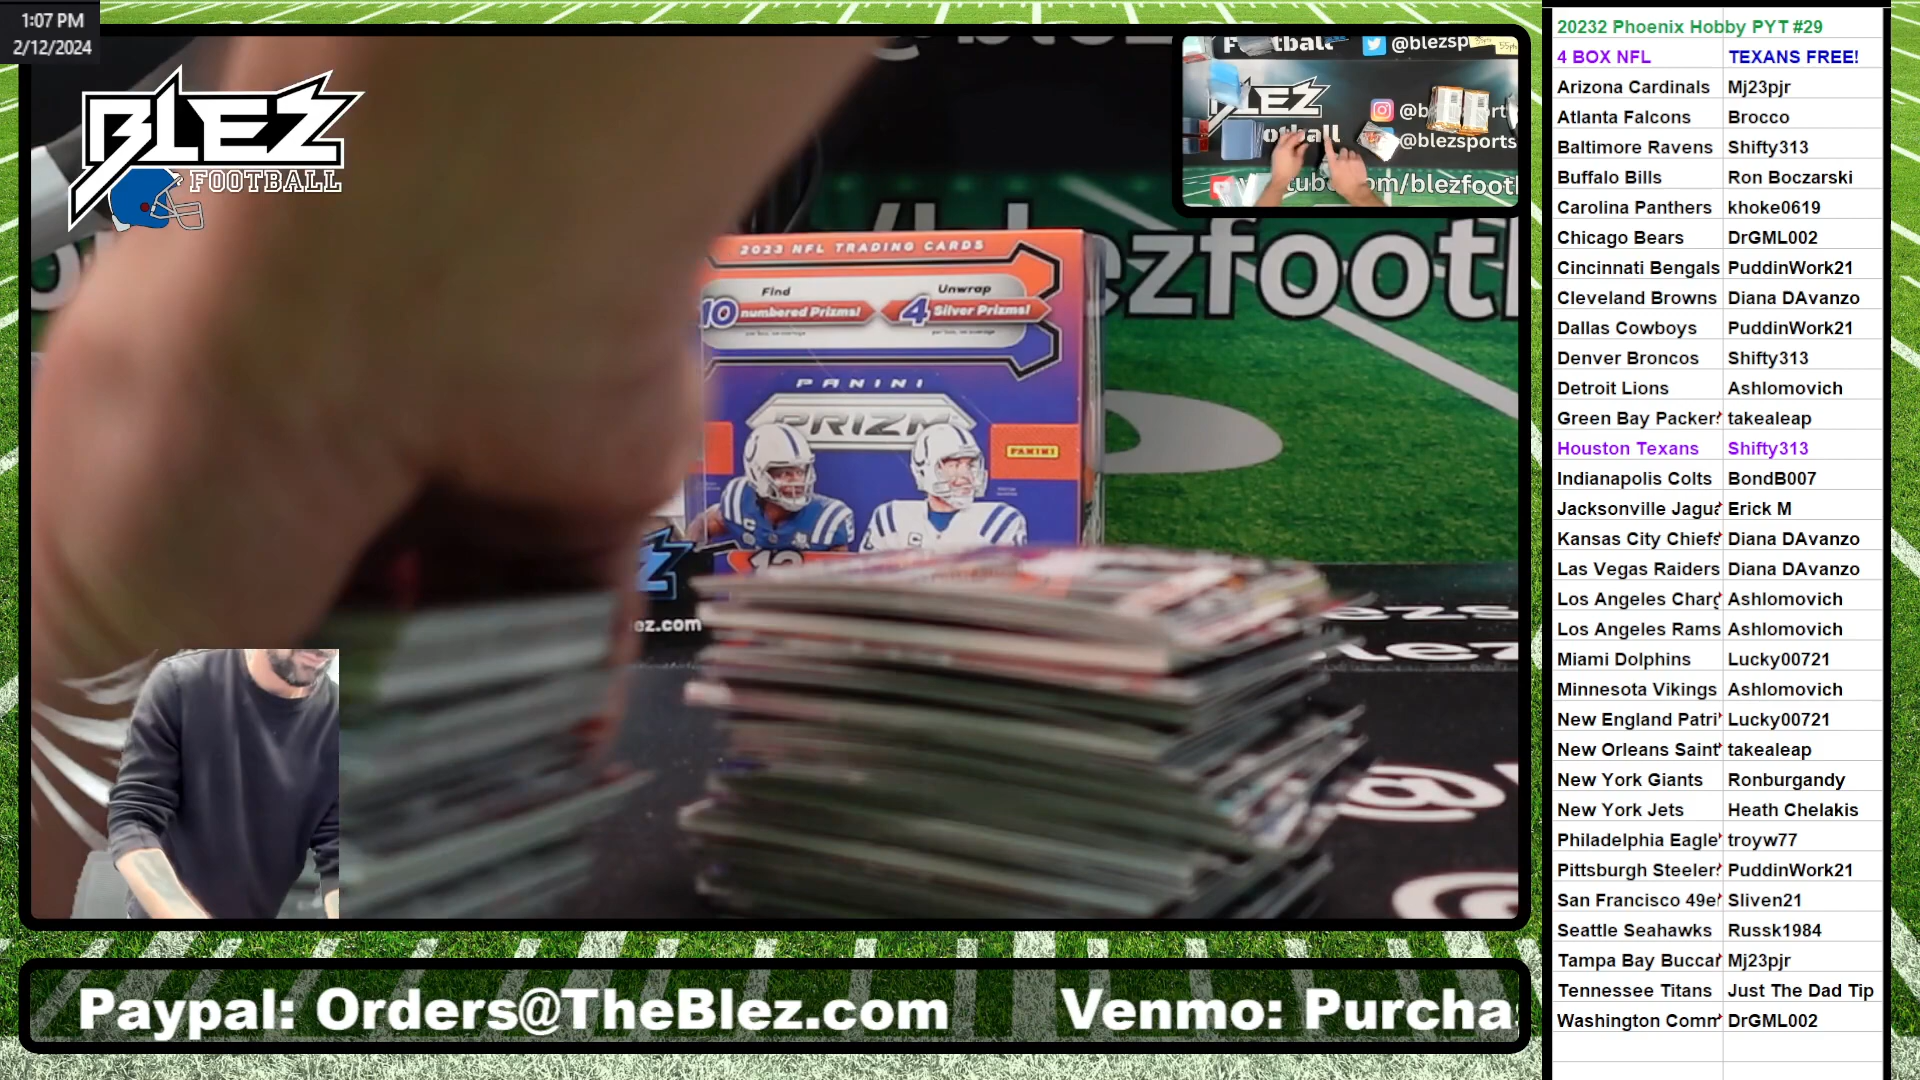 1:07 PM
2/12/2024
BLEZ
FOOTBALL
2023 NFL TRADING CARDS
Find
Unwrap
10 numbered Prizms!
4 Silver Prizms!
PANINI
PRIZM
PANINI
ez.com
ezfootl
@blezsp
BLEZ
@blezsports
20232 Phoenix Hobby PYT #29
4 BOX NFL TEXANS FREE!
Arizona Cardinals Mj23pjr
Atlanta Falcons Brocco
Baltimore Ravens Shifty313
Buffalo Bills Ron Boczarski
Carolina Panthers khoke0619
Chicago Bears DrGML002
Cincinnati Bengals PuddinWork21
Cleveland Browns Diana DAvanzo
Dallas Cowboys PuddinWork21
Denver Broncos Shifty313
Detroit Lions Ashlomovich
Green Bay Packer takealeap
Houston Texans Shifty313
Indianapolis Colts BondB007
Jacksonville Jagua Erick M
Kansas City Chiefs Diana DAvanzo
Las Vegas Raiders Diana DAvanzo
Los Angeles Charg Ashlomovich
Los Angeles Rams Ashlomovich
Miami Dolphins Lucky00721
Minnesota Vikings Ashlomovich
New England Patri Lucky00721
New Orleans Saint takealeap
New York Giants Ronburgandy
New York Jets Heath Chelakis
Philadelphia Eagle troyw77
Pittsburgh Steeler PuddinWork21
San Francisco 49e Sliven21
Seattle Seahawks Russk1984
Tampa Bay Buccar Mj23pjr
Tennessee Titans Just The Dad Tip
Washington Comm DrGML002
Paypal: Orders@TheBlez.com Venmo: Purcha